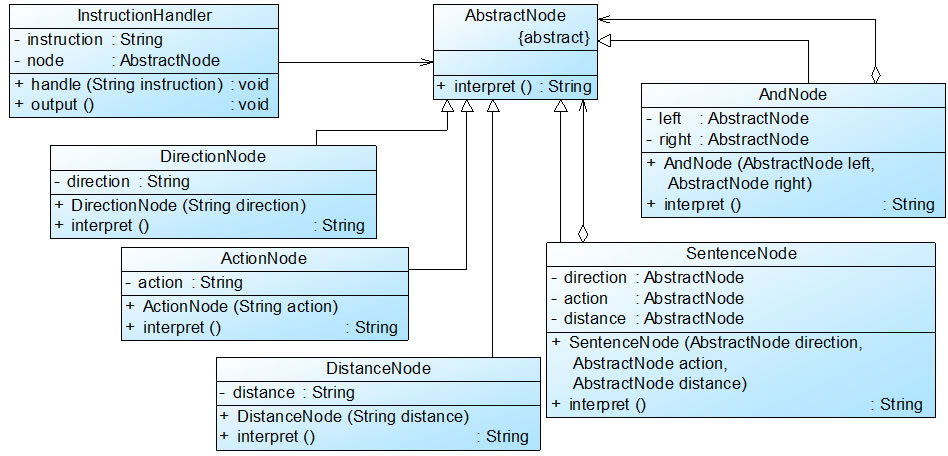 InstructionHandler
- instruction : String
- node : AbstractNode
+ handle (String instruction) : void
+ output () : void
AbstractNode
{abstract}
+ interpret () : String
AndNode
- left : AbstractNode
- right : AbstractNode
+ AndNode (AbstractNode left,
AbstractNode right)
+ interpret () : String
DirectionNode
- direction : String
+ DirectionNode (String direction)
+ interpret () : String
ActionNode
- action : String
+ ActionNode (String action)
+ interpret () : String
SentenceNode
- direction : AbstractNode
- action : AbstractNode
- distance : AbstractNode
+ SentenceNode (AbstractNode direction,
AbstractNode action,
AbstractNode distance)
+ interpret () : String
DistanceNode
- distance : String
+ DistanceNode (String distance)
+ interpret () : String